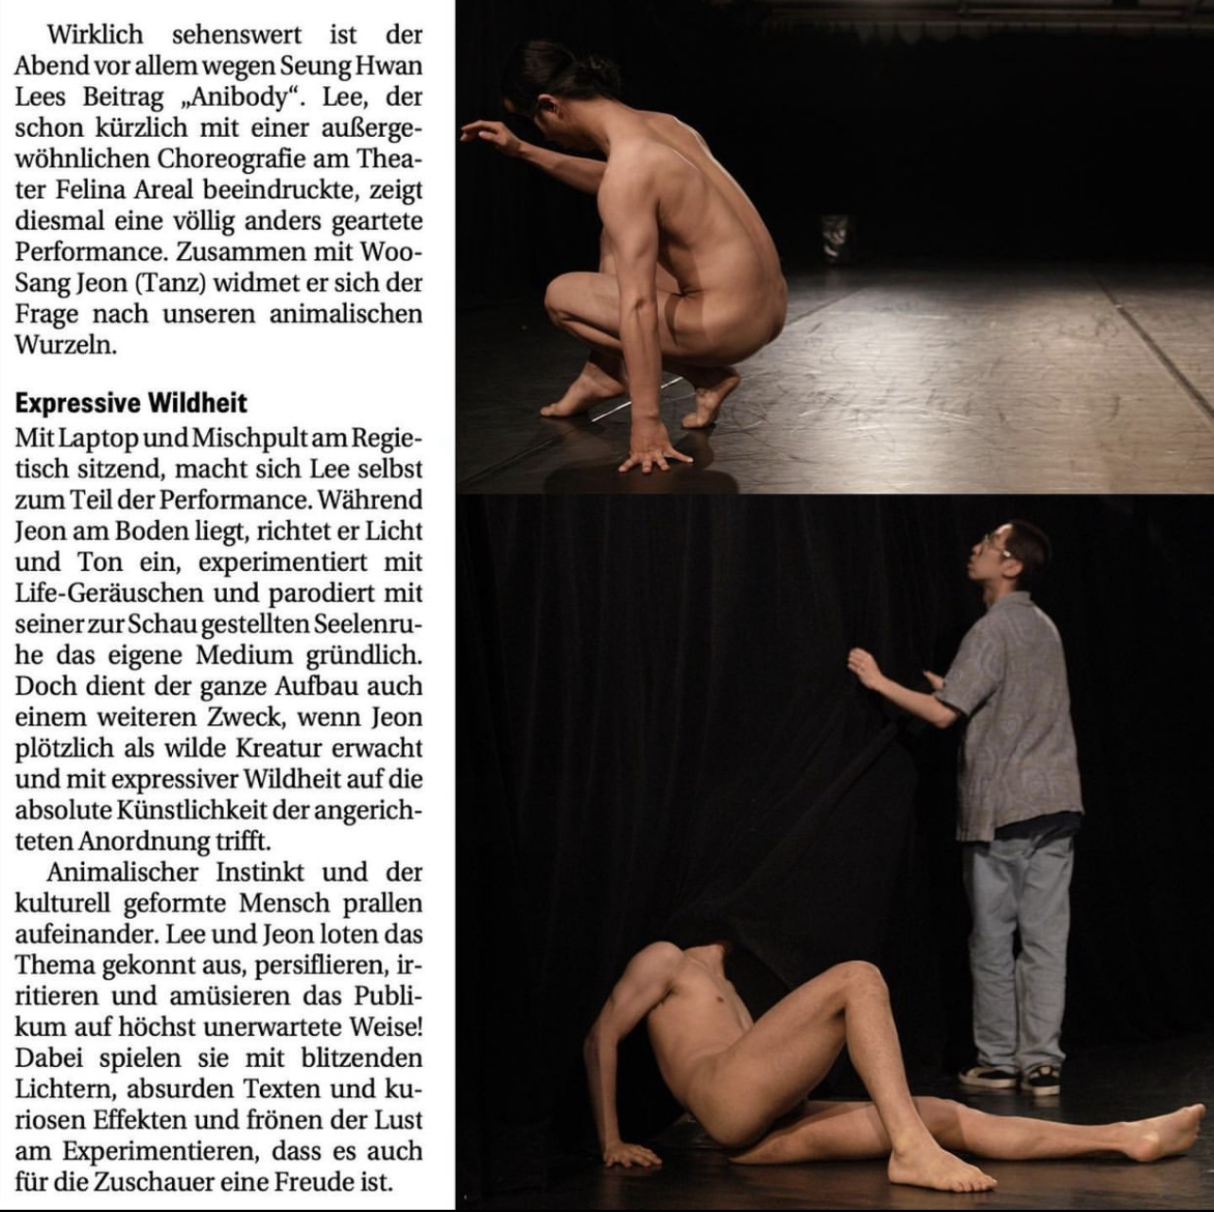 Wirklich sehenswert ist der
Abend vor allem wegen Seung Hwan
Lees Beitrag „Anibody“. Lee, der
schon kürzlich mit einer außerge-
wöhnlichen Choreografie am Thea-
ter Felina Areal beeindruckte, zeigt
diesmal eine völlig anders geartete
Performance. Zusammen mit Woo-
Sang Jeon (Tanz) widmet er sich der
Frage nach unseren animalischen
Wurzeln.
Expressive Wildheit
Mit Laptop und Mischpult am Regie-
tisch sitzend, macht sich Lee selbst
zum Teil der Performance. Während
Jeon am Boden liegt, richtet er Licht
und Ton ein, experimentiert mit
Life-Geräuschen und parodiert mit
seiner zur Schau gestellten Seelenru-
he das eigene Medium gründlich.
Doch dient der ganze Aufbau auch
einem weiteren Zweck, wenn Jeon
plötzlich als wilde Kreatur erwacht
und mit expressiver Wildheit auf die
absolute Künstlichkeit der angerich-
teten Anordnung trifft.
Animalischer Instinkt und der
kulturell geformte Mensch prallen
aufeinander. Lee und Jeon loten das
Thema gekonnt aus, persiflieren, ir-
ritieren und amüsieren das Publi-
kum auf höchst unerwartete Weise!
Dabei spielen sie mit blitzenden
Lichtern, absurden Texten und ku-
riosen Effekten und frönen der Lust
am Experimentieren, dass es auch
für die Zuschauer eine Freude ist.